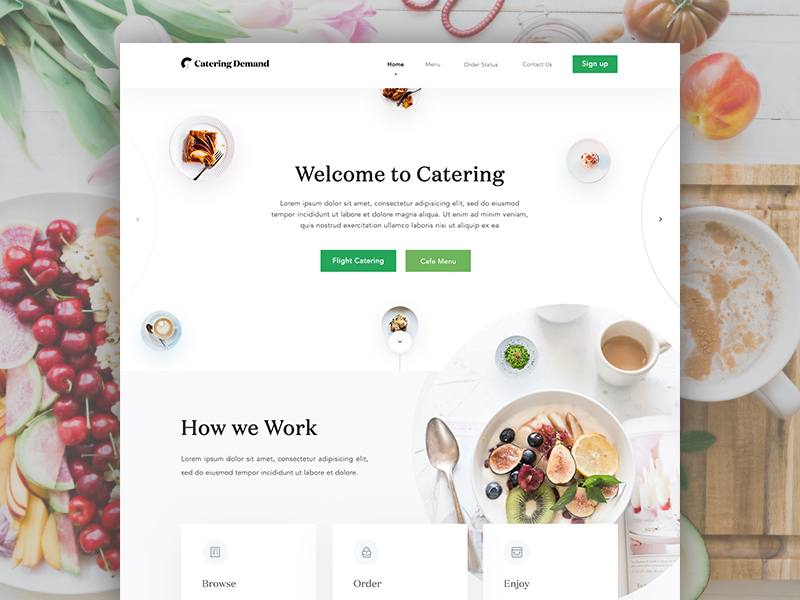 Catering Demand
Home
Menu
Order Status
Contact Us
Sign up
Welcome to Catering
Lorem ipsum dolor sit amet, consectetur adipisicing elit, sed do eiusmod
tempor incididunt ut labore et dolore magna aliqua. Ut enim ad minim veniam,
quis nostrud exercitation ullamco laboris nisi ut aliquip ex ea
Flight Catering
Cafe Menu
How we Work
Lorem ipsum dolor sit amet, consectetur adipisicing elit,
sed do eiusmod tempor incididunt ut labore et dolore.
Browse
Order
Enjoy